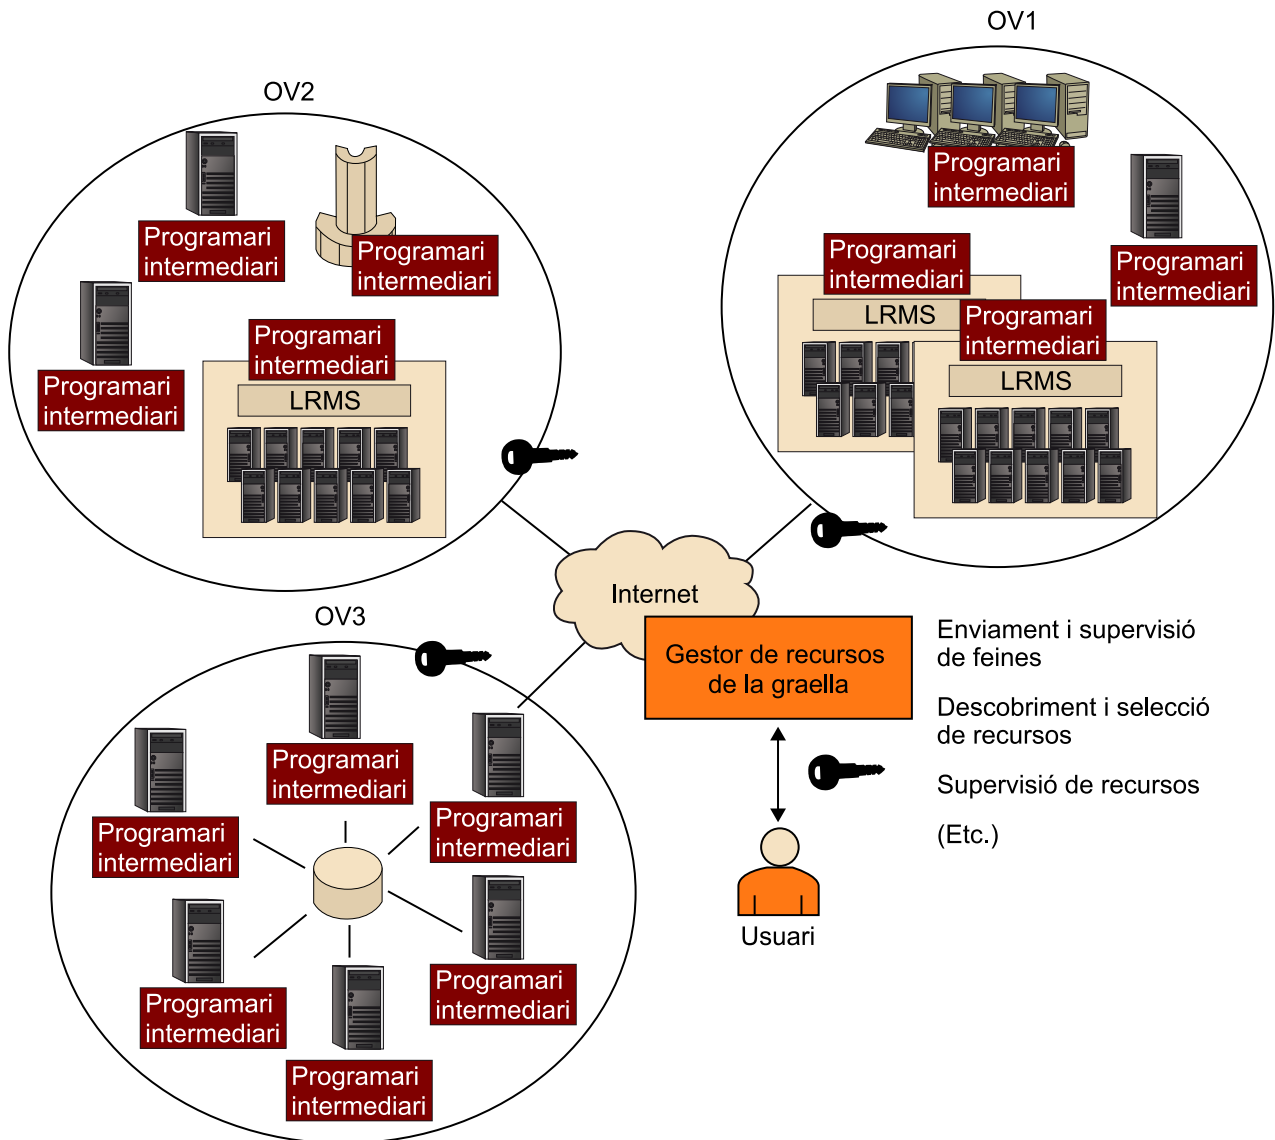 OV1
OV2
Programari
intermediari
Programari
intermediari
Programari
intermediari
Programari
intermediari
Programari
intermediari
LRMS
Programari
intermediari
Programari
intermediari
Programari
intermediari
LRMS
Programari
intermediari
LRMS
Internet
OV3
Gestor de recursos
de la graella
Enviament i supervisió
de feines
Descobriment i selecció
de recursos
Supervisió de recursos
(Etc.)
Usuari
Programari
intermediari
Programari
intermediari
Programari
intermediari
Programari
intermediari
Programari
intermediari
Programari
intermediari